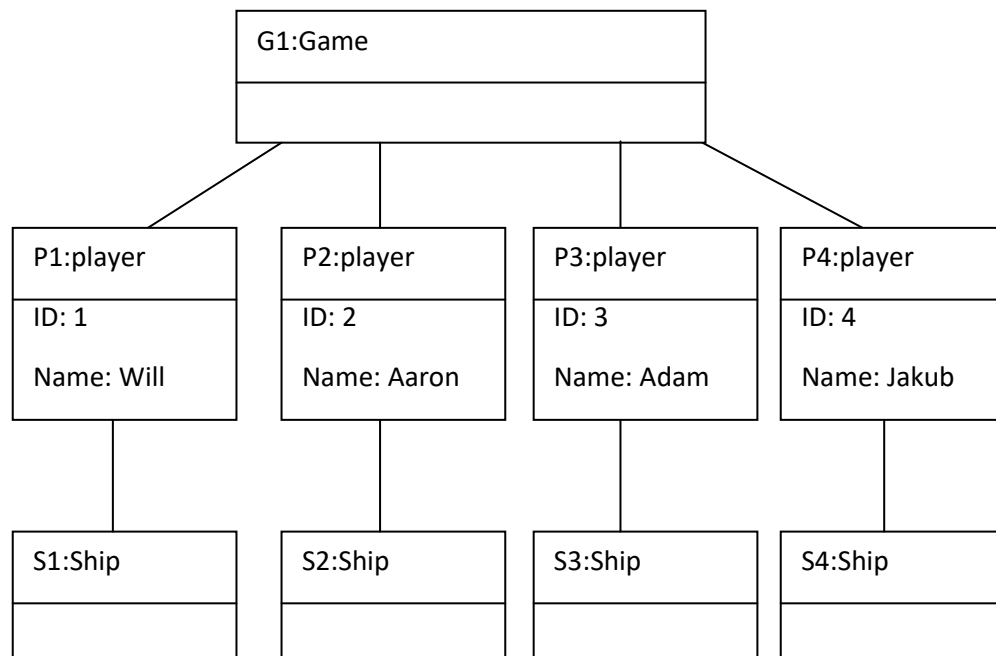 G1:Game
P1:player
ID: 1
Name: Will
P2:player
ID: 2
Name: Aaron
P3:player
ID: 3
Name: Adam
P4:player
ID: 4
Name: Jakub
S1:Ship
S2:Ship
S3:Ship
S4:Ship